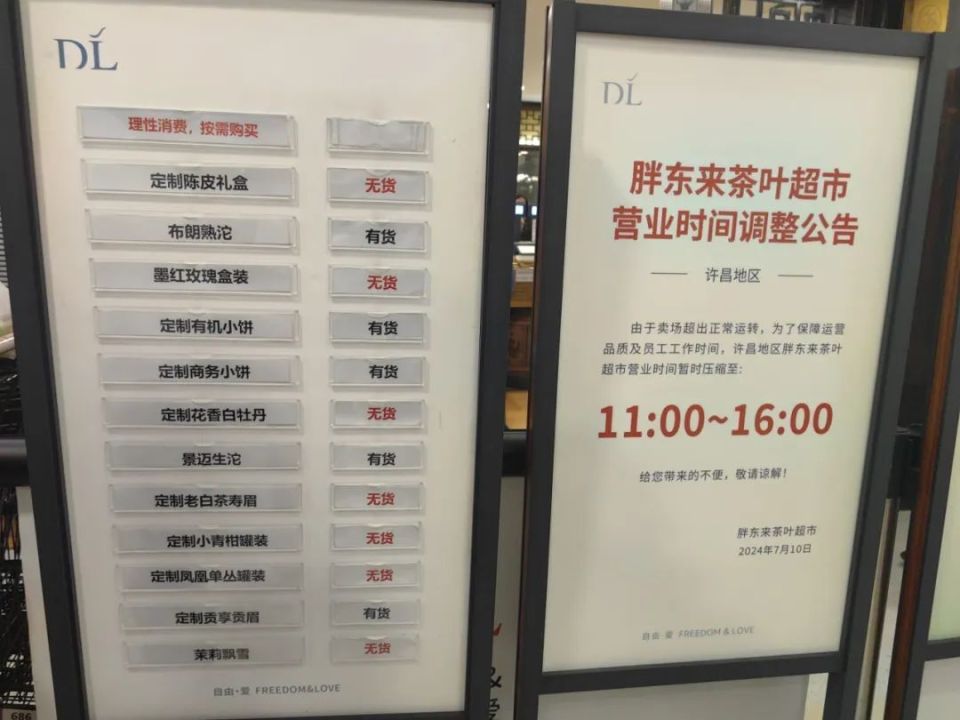 DL
理性消费，按需购买
定制陈皮礼盒 无货
布朗熟沱 有货
墨红玫瑰盒装 无货
定制有机小饼 有货
定制商务小饼 有货
定制花香白牡丹 无货
景迈生沱 有货
定制老白茶寿眉 无货
定制小青柑罐装 无货
定制凤凰单丛罐装 无货
定制贡享贡眉 有货
茉莉飘雪 无货
自由·爱 FREEDOM&LOVE
DL
胖东来茶叶超市
营业时间调整公告
许昌地区
由于卖场超出正常运转，为了保障运营
品质及员工工作时间，许昌地区胖东来茶叶
超市营业时间暂时压缩至：
11:00~16:00
给您带来的不便，敬请谅解！
胖东来茶叶超市
2024年7月10日
自由·爱 FREEDOM & LOVE
&
爱
686